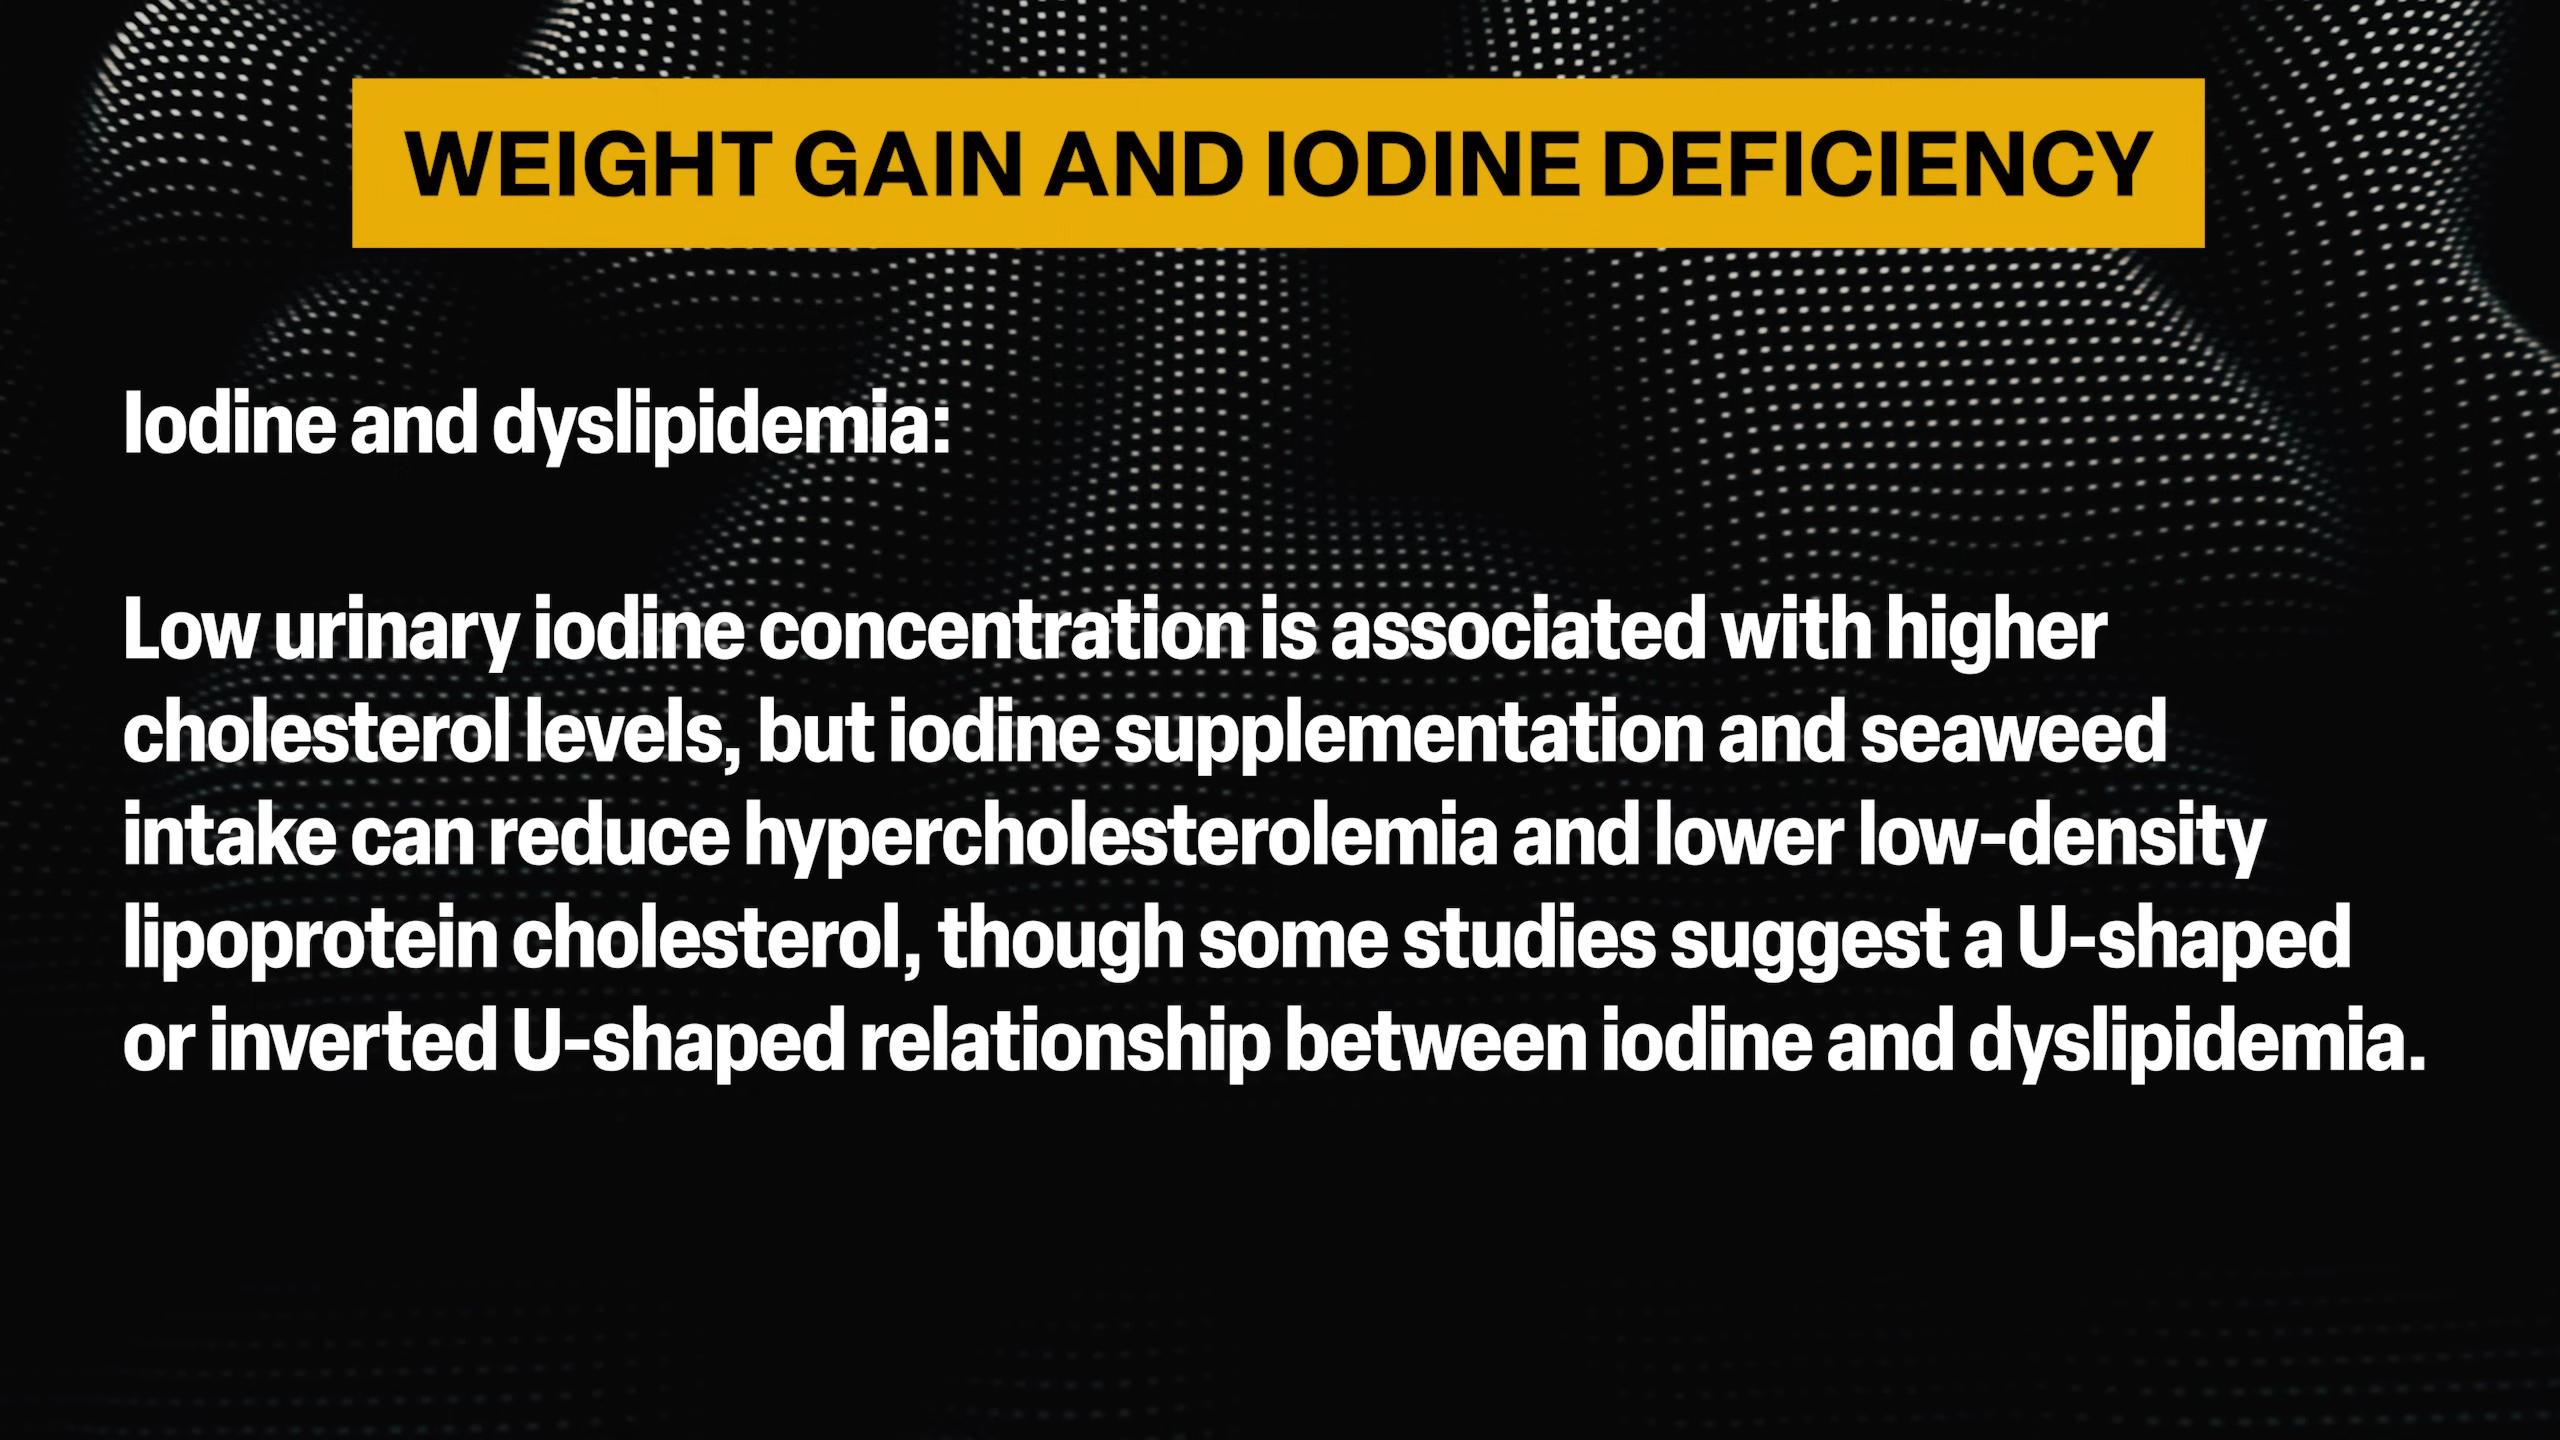 WEIGHT GAIN AND IODINE DEFICIENCY
Iodine and dyslipidemia:
Low urinary iodine concentration is associated with higher
cholesterol levels, but iodine supplementation and seaweed
intake can reduce hypercholesterolemia and lower low-density
lipoprotein cholesterol, though some studies suggest a U-shaped
or inverted U-shaped relationship between iodine and dyslipidemia.